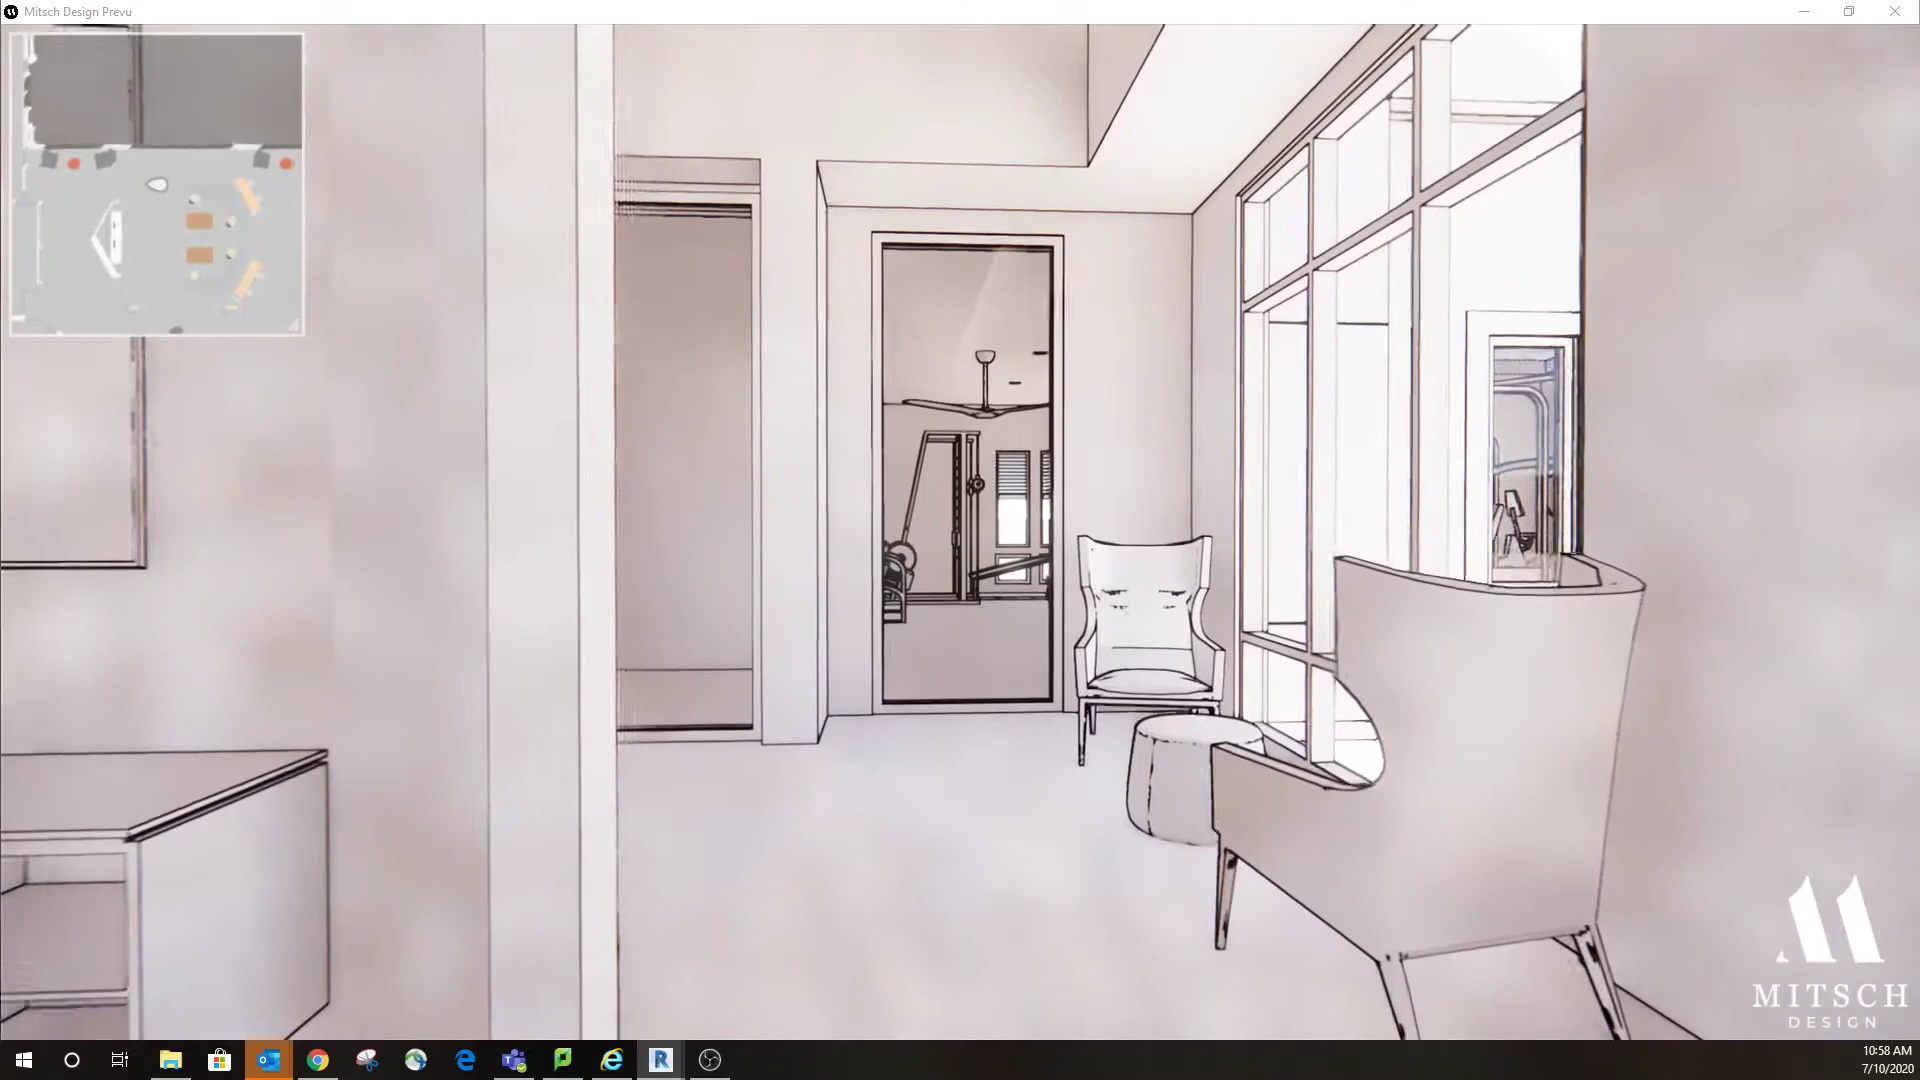 Mitsch Design Prevu
MITSCH
DESIGN
10:58 AM
7/10/2020